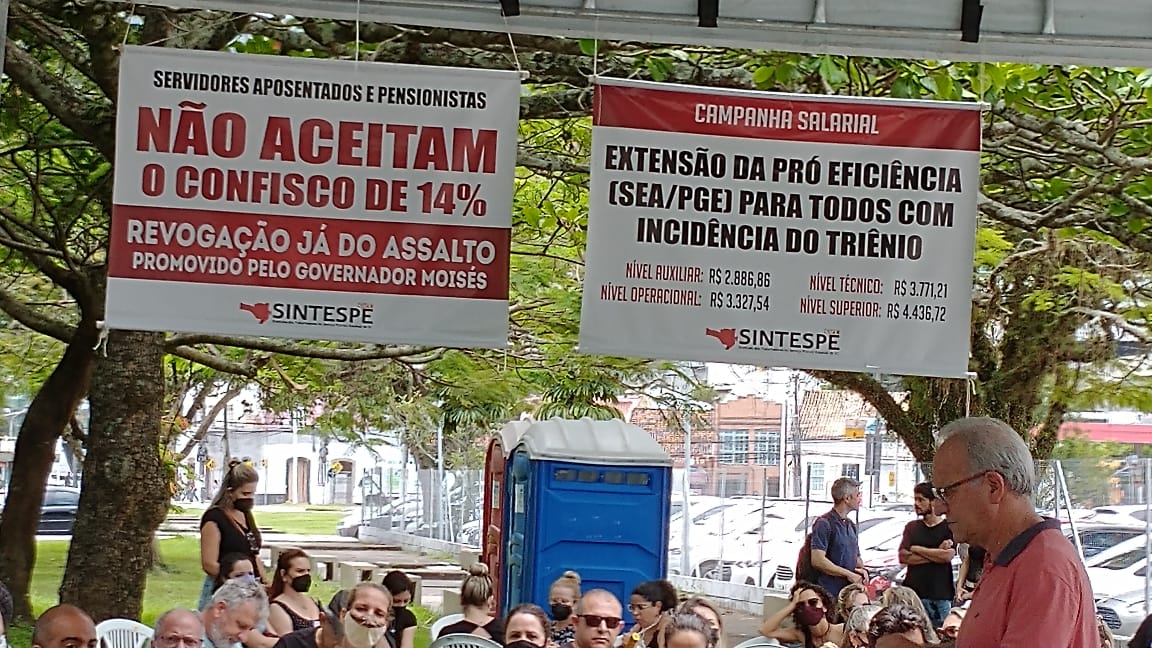 SERVIDORES APOSENTADOS E PENSIONISTAS
NÃO ACEITAM
O CONFISCO DE 14%
REVOGAÇÃO JÁ DO ASSALTO
PROMOVIDO PELO GOVERNADOR MOISÉS
SINTESPE
CAMPANHA SALARIAL
EXTENSÃO DA PRÓ EFICIÊNCIA
(SEA/PGE) PARA TODOS COM
INCIDÊNCIA DO TRIÊNIO
NÍVEL AUXILIAR: R$ 2.886,86
NÍVEL OPERACIONAL: R$ 3.327,54
NÍVEL TÉCNICO: R$ 3.771,21
NÍVEL SUPERIOR: R$ 4.436,72
SINTESPE